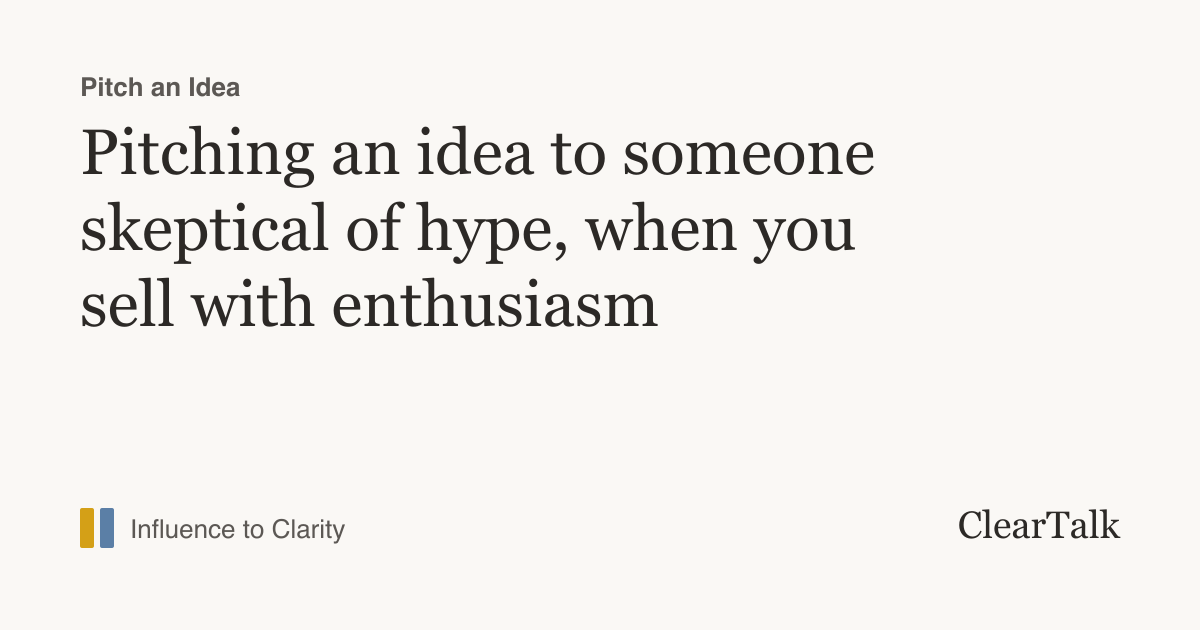 Pitch an Idea
Pitching an idea to someone
skeptical of hype, when you
sell with enthusiasm
Influence to Clarity
ClearTalk